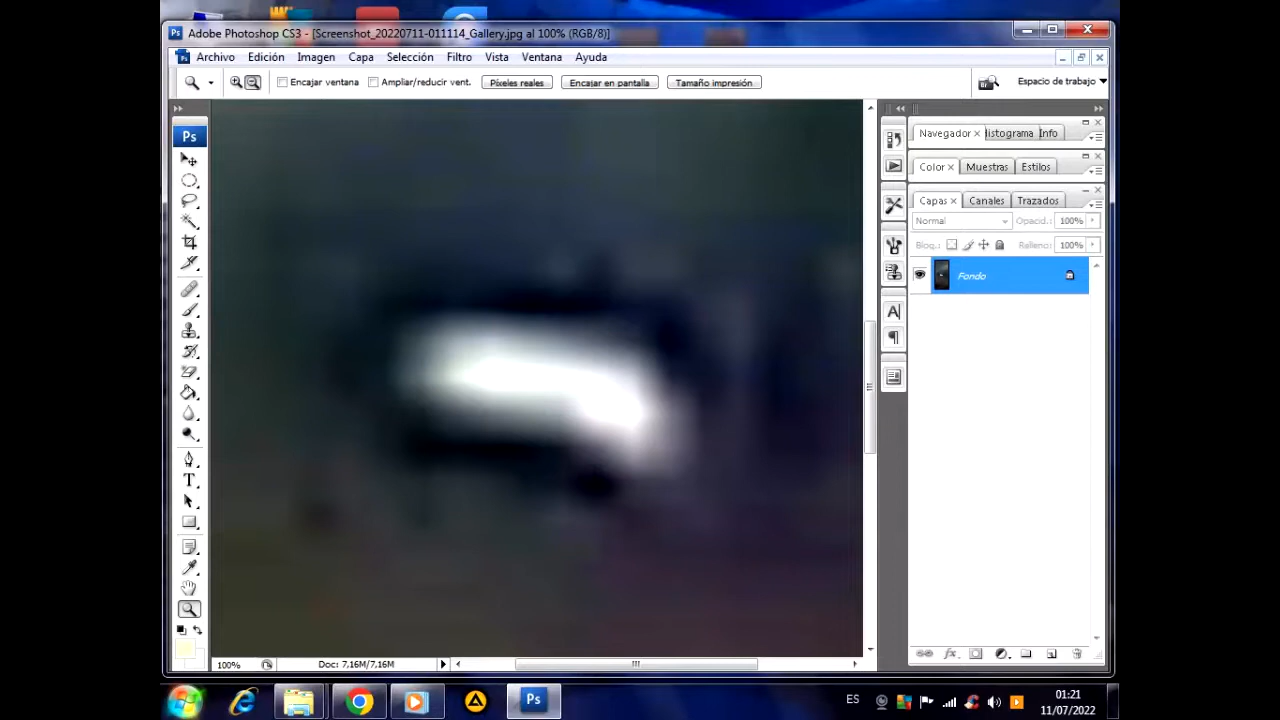 Adobe Photoshop CS3 - [Screenshot_20220711-011114_Gallery.jpg al 100% (RGB/8)]
Archivo Edición Imagen Capa Selección Filtro Vista Ventana Ayuda
Encajar ventana Ampliar/reducir vent. Píxeles reales Encajar en pantalla Tamaño impresión Espacio de trabajo
Ps
Navegador Histograma Info
Color Muestras Estilos
Capas Canales Trazados
Normal Opacid.: 100%
Bloq.: Relleno: 100%
Fondo
100% Doc: 7,16M/7,16M
ES 01:21
11/07/2022